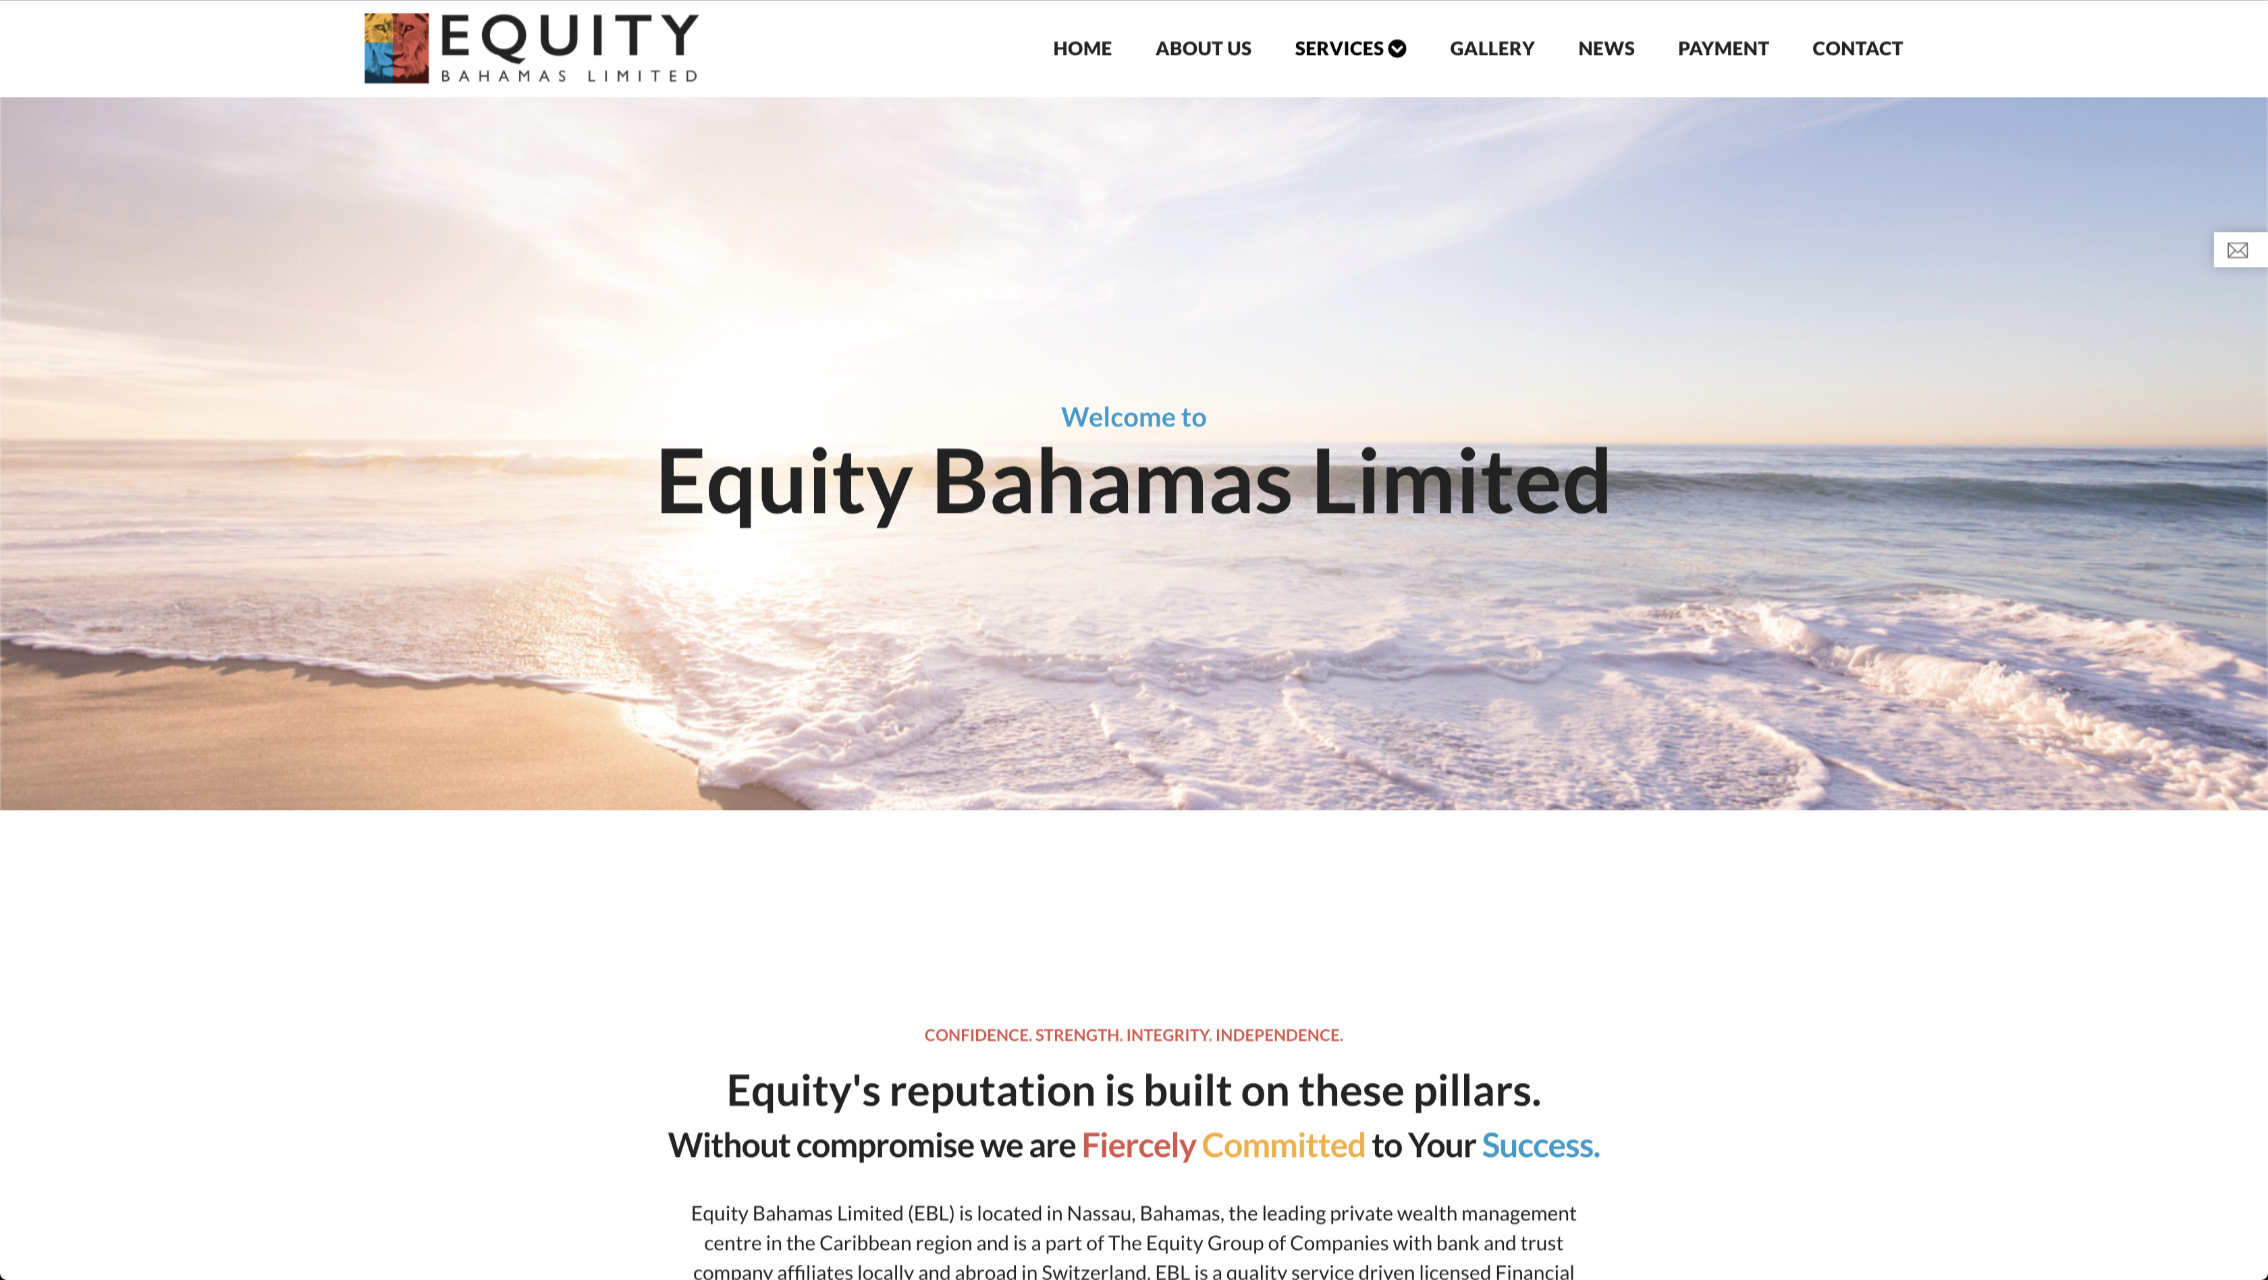 EQUITY
BAHAMAS LIMITED
HOME ABOUT US SERVICES GALLERY NEWS PAYMENT CONTACT
Welcome to
Equity Bahamas Limited
CONFIDENCE. STRENGTH. INTEGRITY. INDEPENDENCE.
Equity's reputation is built on these pillars.
Without compromise we are Fiercely Committed to Your Success.
Equity Bahamas Limited (EBL) is located in Nassau, Bahamas, the leading private wealth management
centre in the Caribbean region and is a part of The Equity Group of Companies with bank and trust
company affiliates locally and abroad in Switzerland. EBL is a quality service driven licensed Financial